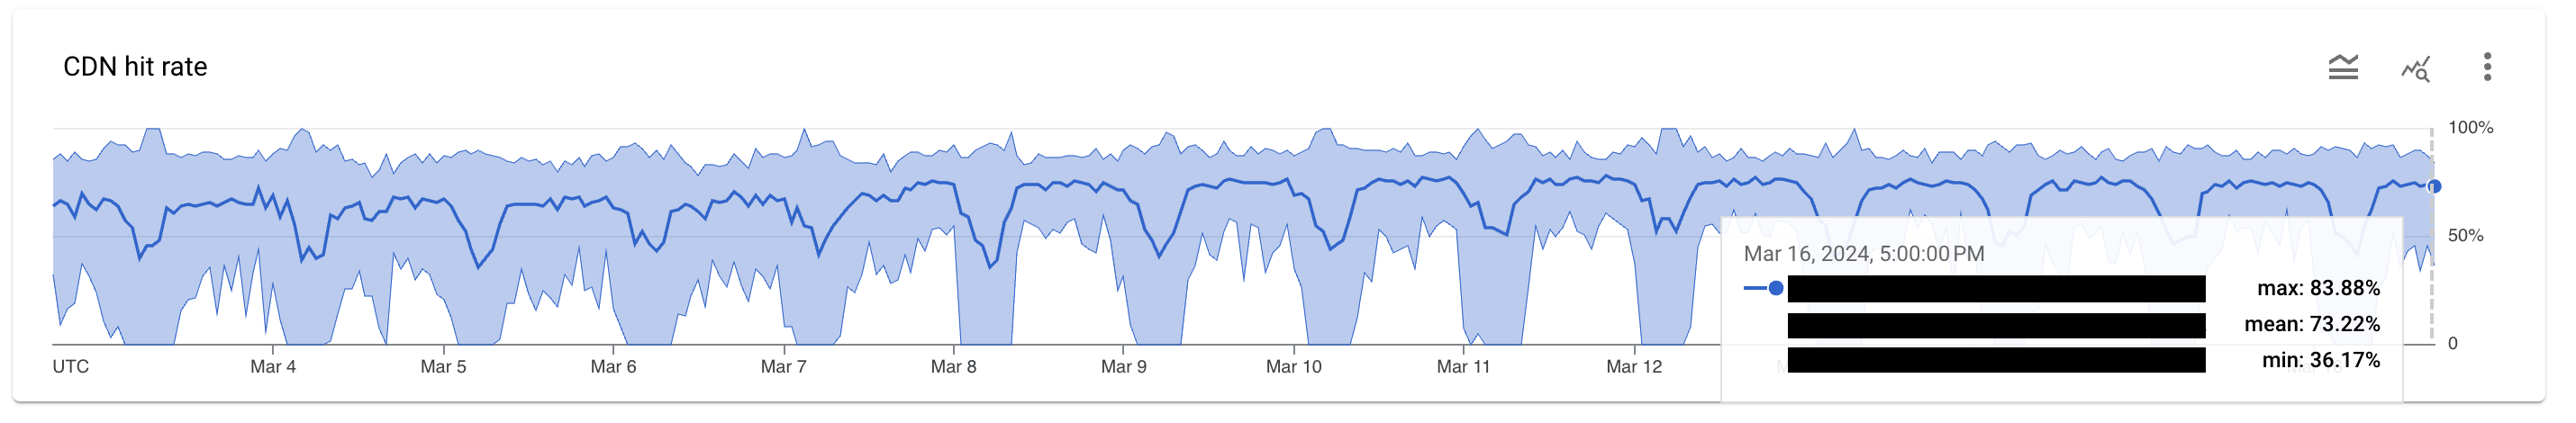 CDN hit rate
100%
50%
Mar 16, 2024, 5:00:00 PM
max: 83.88%
mean: 73.22%
min: 36.17%
0
UTC Mar 4 Mar 5 Mar 6 Mar 7 Mar 8 Mar 9 Mar 10 Mar 11 Mar 12